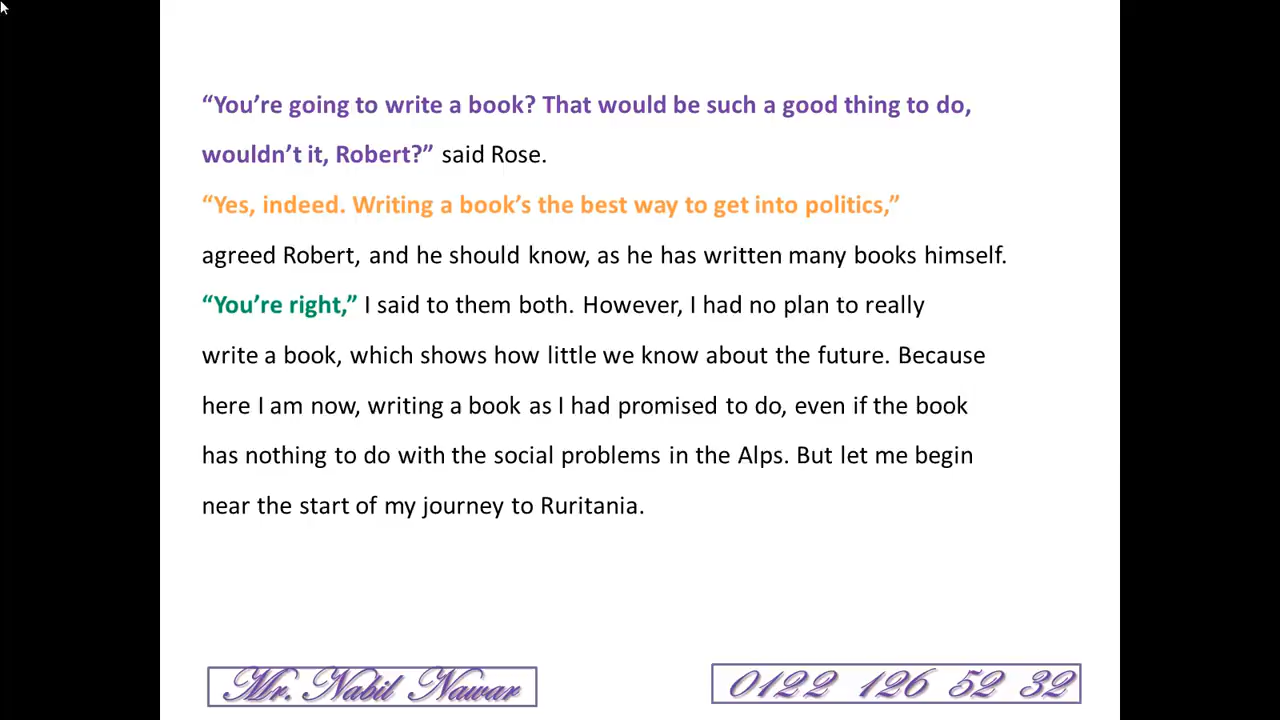 “You’re going to write a book? That would be such a good thing to do,
wouldn’t it, Robert?” said Rose.
“Yes, indeed. Writing a book’s the best way to get into politics,”
agreed Robert, and he should know, as he has written many books himself.
“You’re right,” I said to them both. However, I had no plan to really
write a book, which shows how little we know about the future. Because
here I am now, writing a book as I had promised to do, even if the book
has nothing to do with the social problems in the Alps. But let me begin
near the start of my journey to Ruritania.
Mr. Nabil Nawar
0122 126 52 32